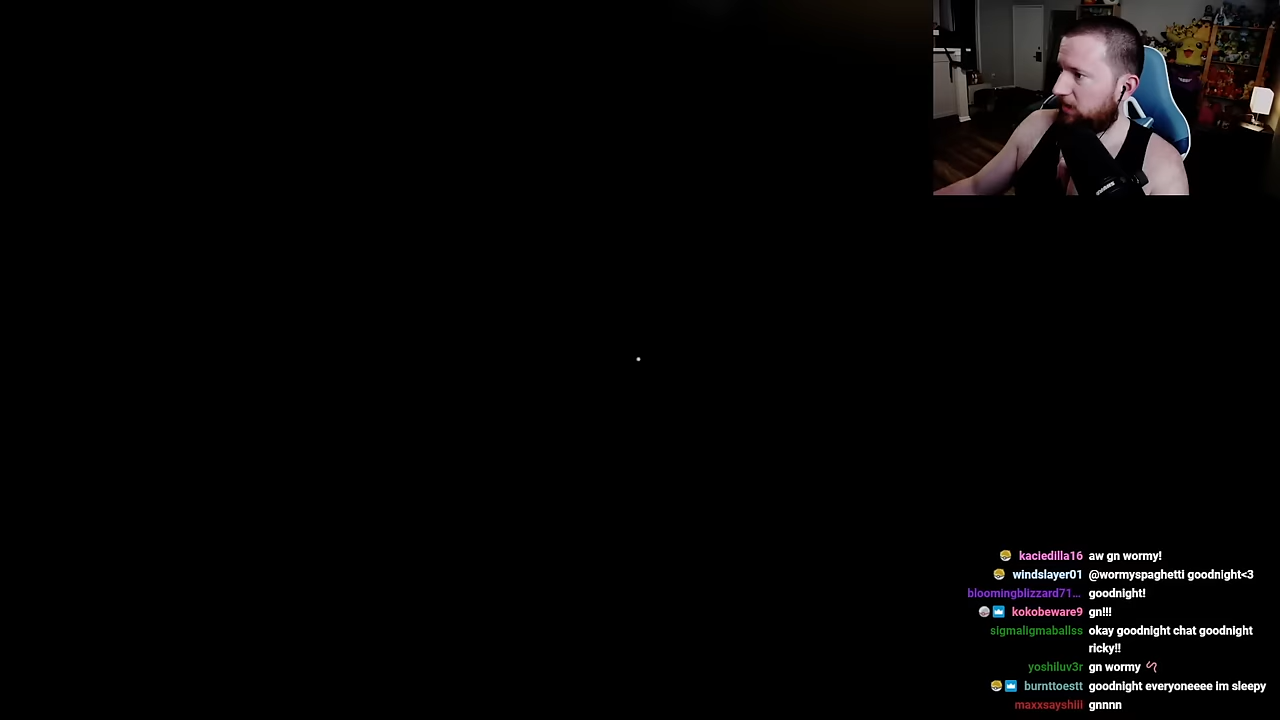 kaciedilla16 aw gn wormy!
windslayer01 @wormyspaghetti goodnight<3
bloomingblizzard71... goodnight!
kokobeware9 gn!!!
sigmaligmaballss okay goodnight chat goodnight
ricky!!
yoshiluv3r gn wormy
burnttoestt goodnight everyoneeee im sleepy
maxxsayshiii gnnnn